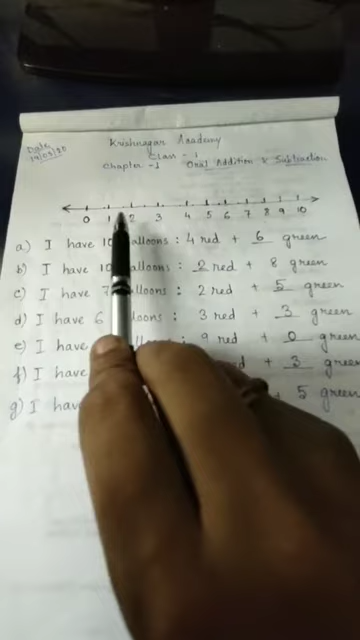 Date
19/03/20
Krishnagar Academy
Class - 1
Chapter -1 Oral Addition & Subtraction
0 1 2 3 4 5 6 7 8 9 10
a) I have 10 balloons : 4 red + 6 green
b) I have 10 balloons : 2 red + 8 green
c) I have 7 balloons : 2 red + 5 green
d) I have 6 balloons : 3 red + 3 green
e) I have : 9 red + 0 green
f) I have + 3 green
g) I have + 5 green